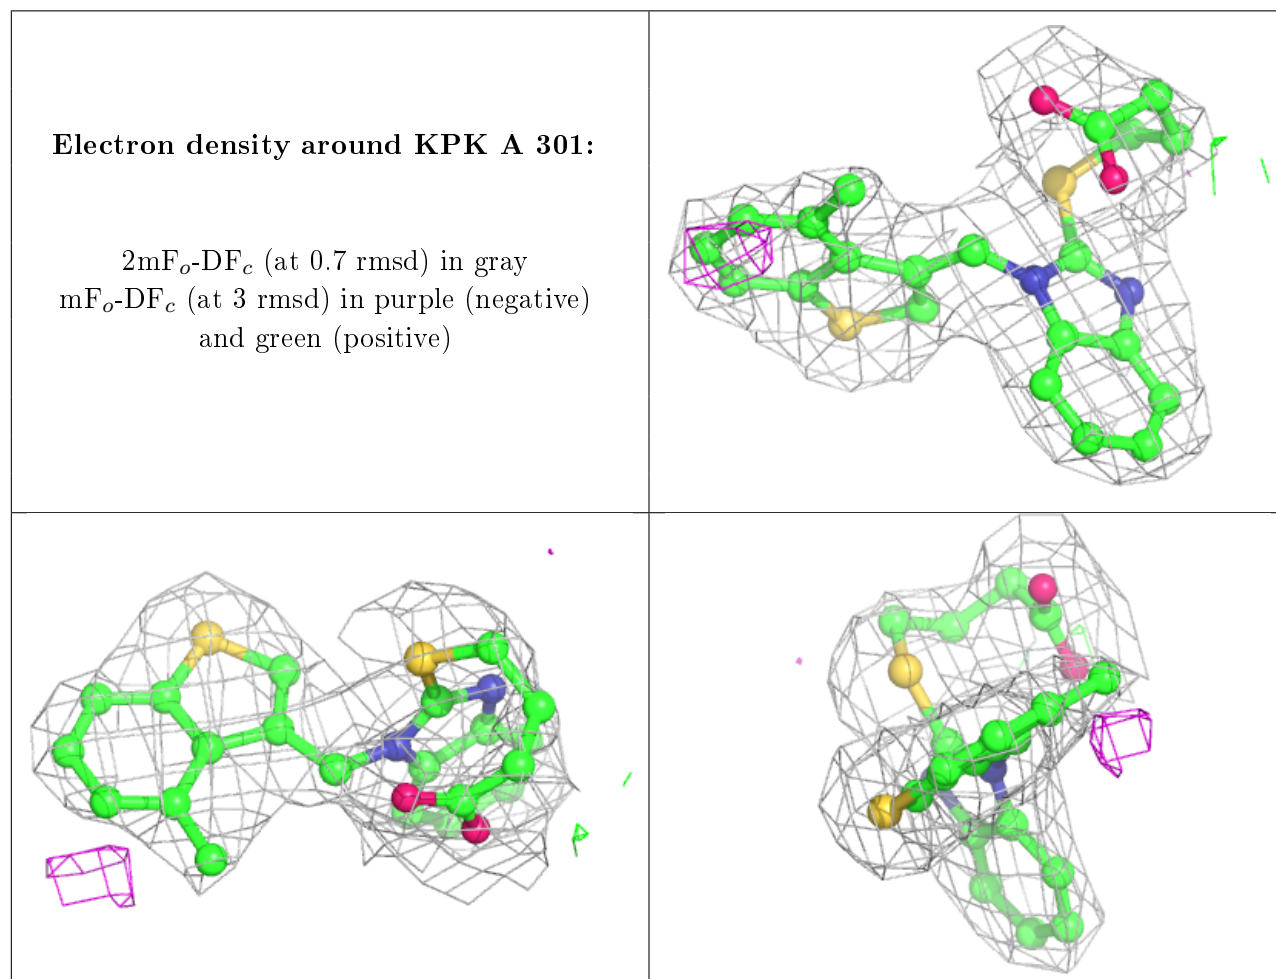 Electron density around KPK A 301:
2mFo-DFc (at 0.7 rmsd) in gray
mFo-DFc (at 3 rmsd) in purple (negative)
and green (positive)